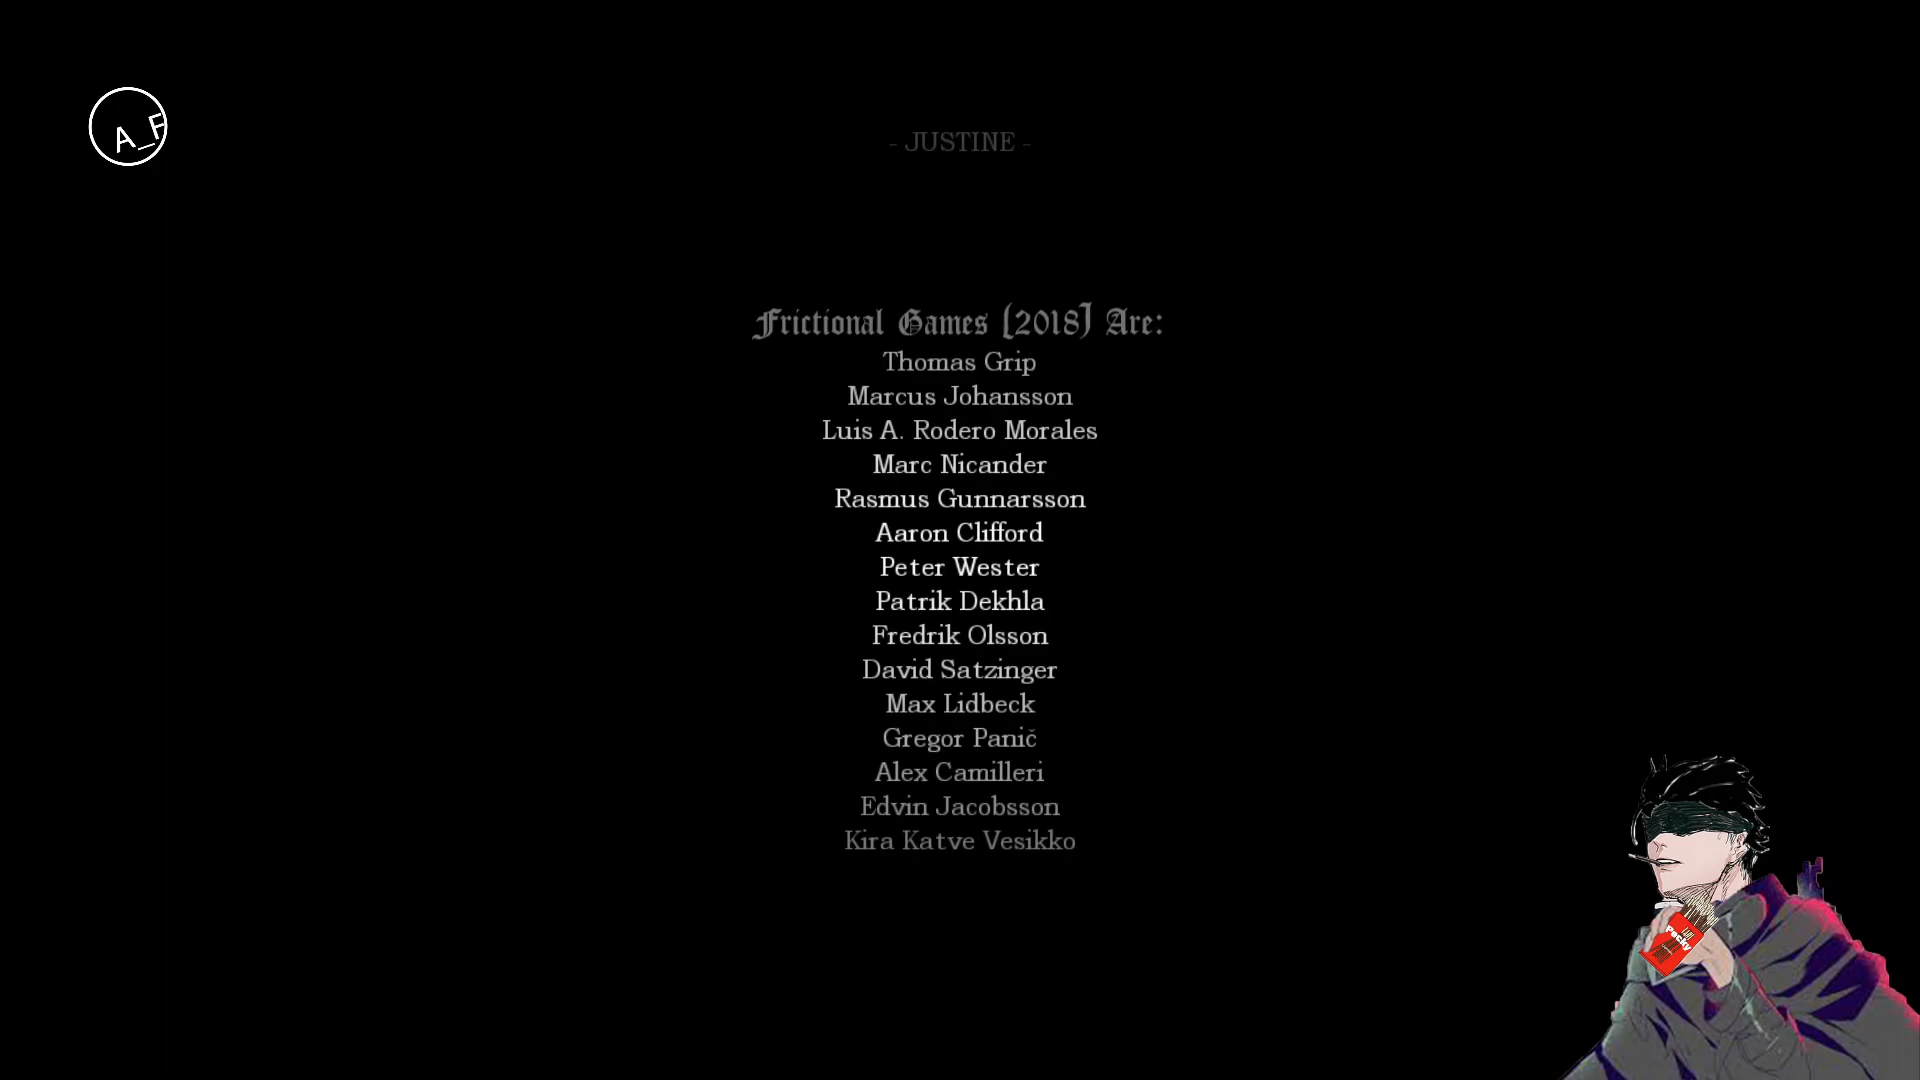 A_F
- JUSTINE -
Frictional Games [2018] Are:
Thomas Grip
Marcus Johansson
Luis A. Rodero Morales
Marc Nicander
Rasmus Gunnarsson
Aaron Clifford
Peter Wester
Patrik Dekhla
Fredrik Olsson
David Satzinger
Max Lidbeck
Gregor Panič
Alex Camilleri
Edvin Jacobsson
Kira Katve Vesikko
Pocky